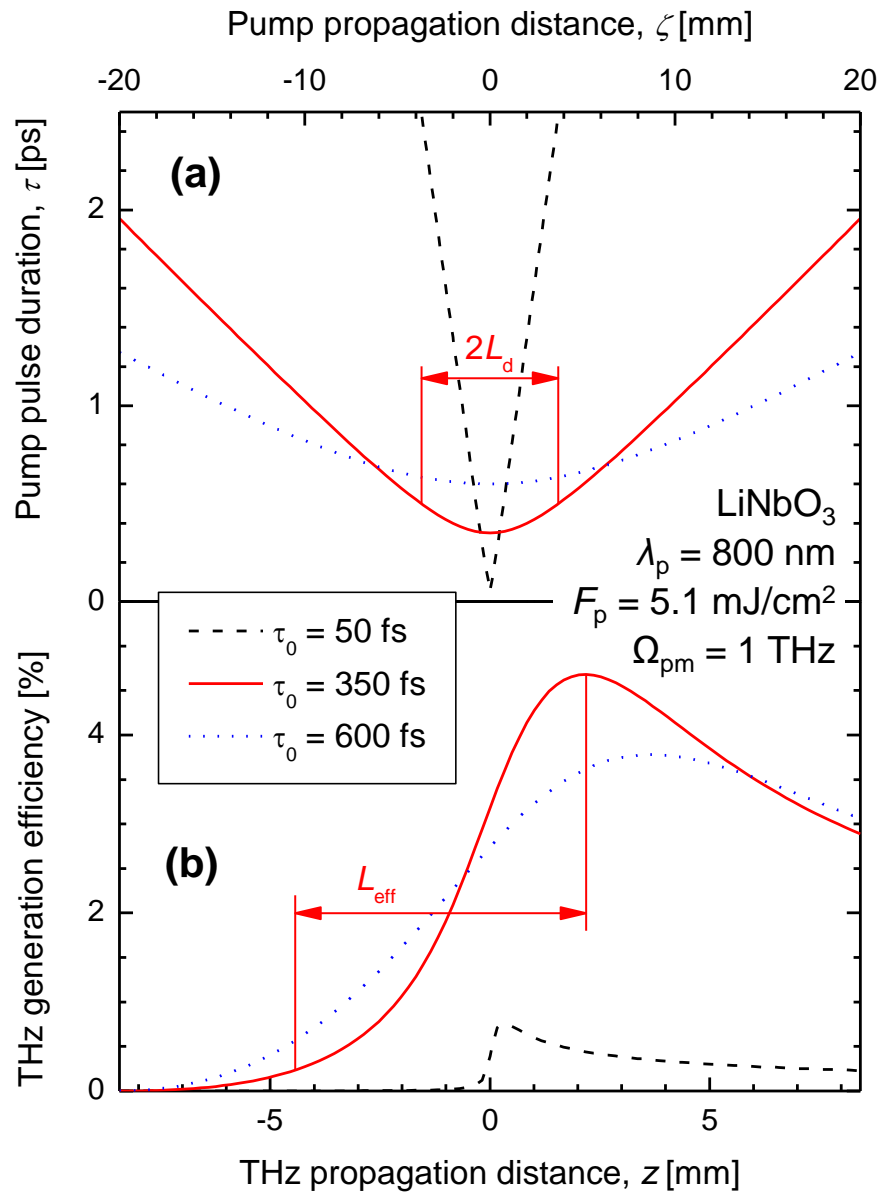 Pump propagation distance, ζ [mm]
-20 -10 0 10 20
Pump pulse duration, τ [ps]
(a)
2
2L_d
1
LiNbO₃
λ_p = 800 nm
0
F_p = 5.1 mJ/cm²
Ω_pm = 1 THz
τ₀ = 50 fs
τ₀ = 350 fs
τ₀ = 600 fs
THz generation efficiency [%]
4
(b)
L_eff
2
0
-5 0 5
THz propagation distance, z [mm]